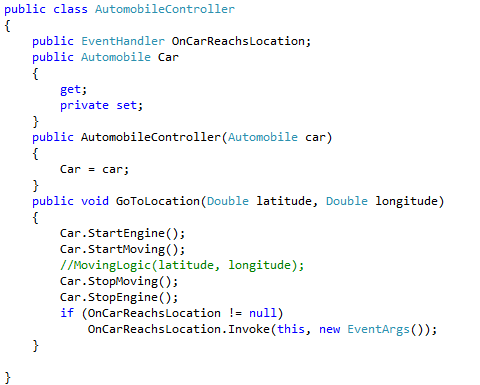 public class AutomobileController
{
    public EventHandler OnCarReachsLocation;
    public Automobile Car
    {
        get;
        private set;
    }
    public AutomobileController(Automobile car)
    {
        Car = car;
    }
    public void GoToLocation(Double latitude, Double longitude)
    {
        Car.StartEngine();
        Car.StartMoving();
        //MovingLogic(latitude, longitude);
        Car.StopMoving();
        Car.StopEngine();
        if (OnCarReachsLocation != null)
            OnCarReachsLocation.Invoke(this, new EventArgs());
    }

}